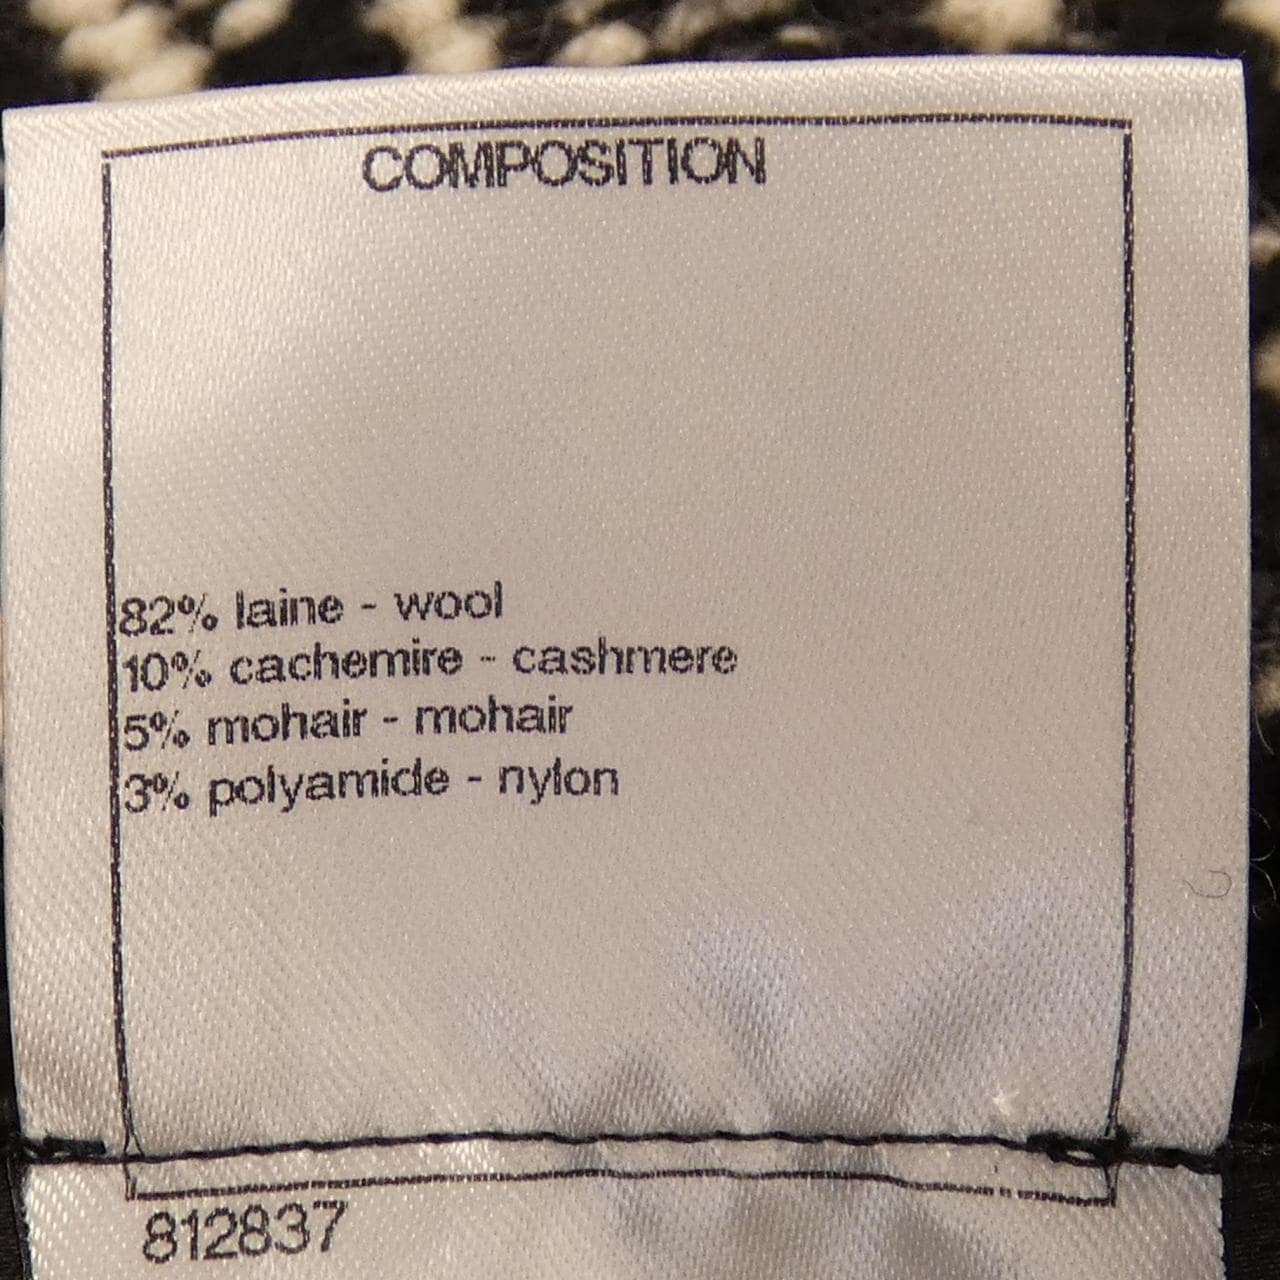 COMPOSITION
82% laine - wool
10% cachemire - cashmere
5% mohair - mohair
3% polyamide - nylon
812837